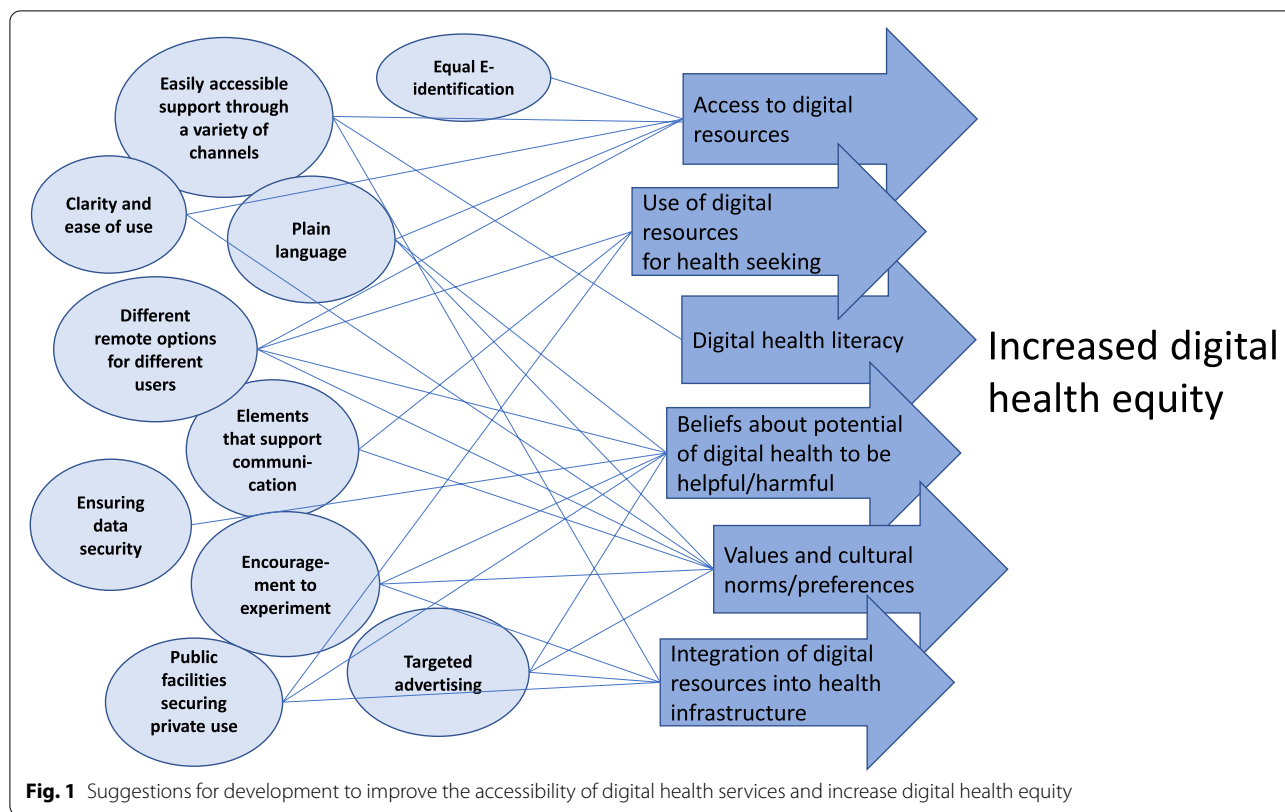 Easily accessible
support through
a variety of
channels
Equal E-
identification
Clarity and
ease of use
Plain
language
Different
remote options
for different
users
Elements
that support
communi-
cation
Ensuring
data
security
Encourage-
ment to
experiment
Public
facilities
securing
private use
Targeted
advertising
Access to digital
resources
Use of digital
resources
for health seeking
Digital health literacy
Beliefs about potential
of digital health to be
helpful/harmful
Values and cultural
norms/preferences
Integration of digital
resources into health
infrastructure
Increased digital
health equity
Fig. 1 Suggestions for development to improve the accessibility of digital health services and increase digital health equity